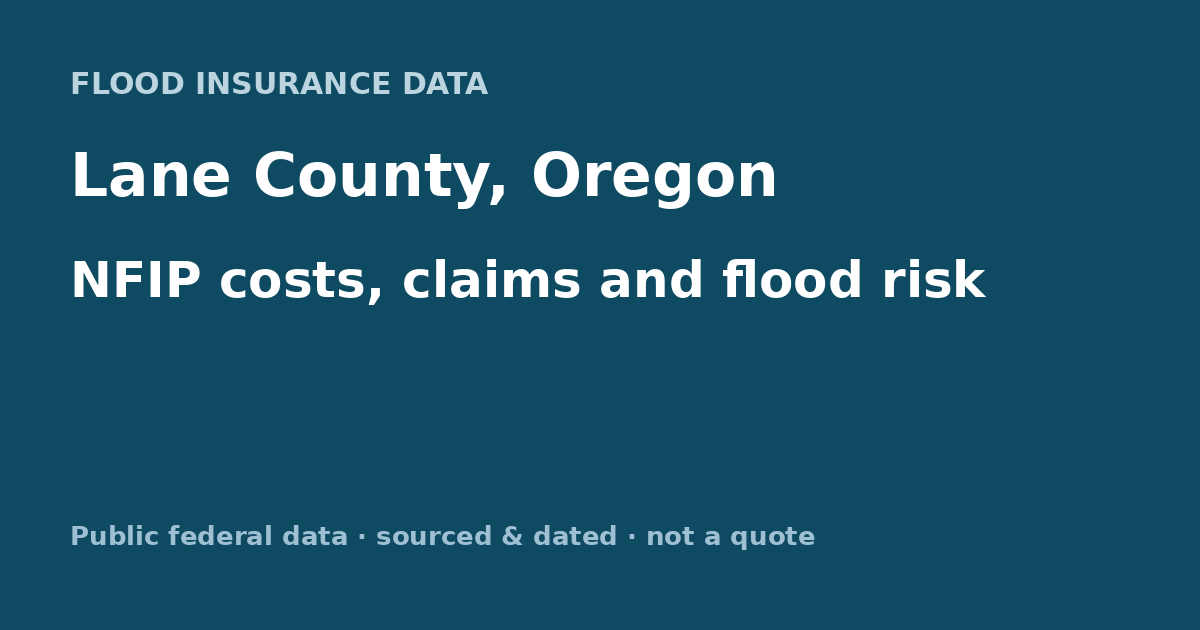 FLOOD INSURANCE DATA
Lane County, Oregon
NFIP costs, claims and flood risk
Public federal data · sourced & dated · not a quote